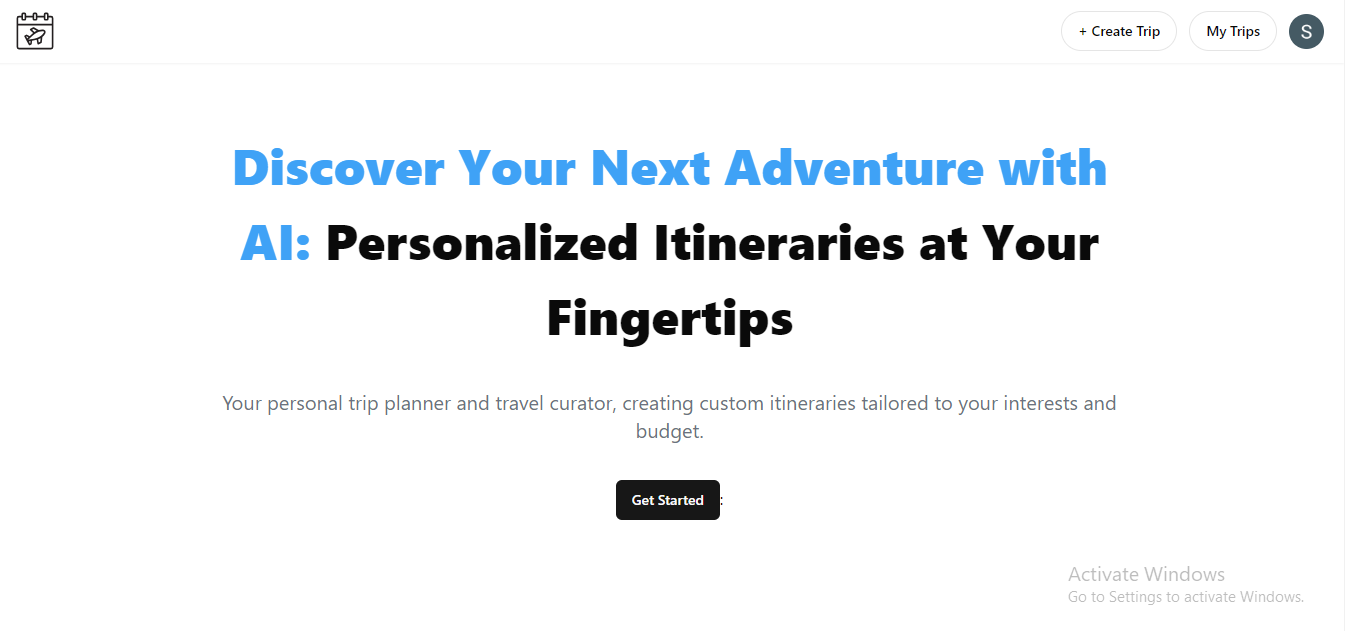 + Create Trip
My Trips
S
Discover Your Next Adventure with
AI: Personalized Itineraries at Your
Fingertips
Your personal trip planner and travel curator, creating custom itineraries tailored to your interests and
budget.
Get Started :
Activate Windows
Go to Settings to activate Windows.